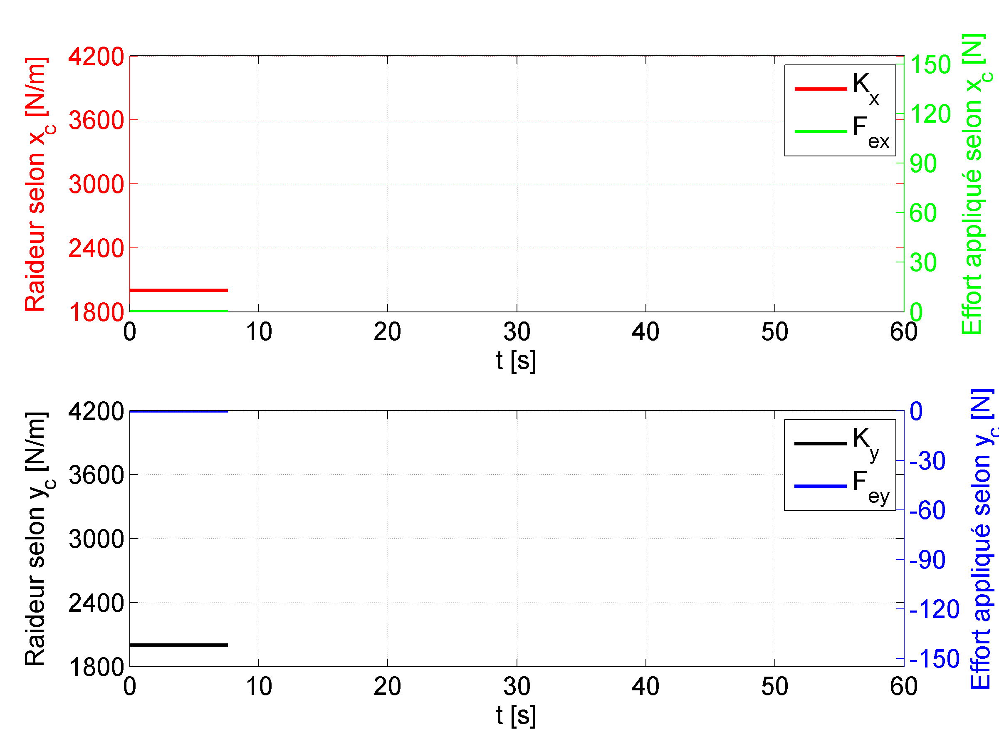 Raideur selon x_c [N/m]
4200
3600
3000
2400
1800
K_x
F_ex
150
120
90
60
30
0
Effort appliqué selon x_c [N]
0 10 20 30 40 50 60
t [s]
Raideur selon y_c [N/m]
4200
3600
3000
2400
1800
K_y
F_ey
0
-30
-60
-90
-120
-150
Effort appliqué selon y_c [N]
0 10 20 30 40 50 60
t [s]